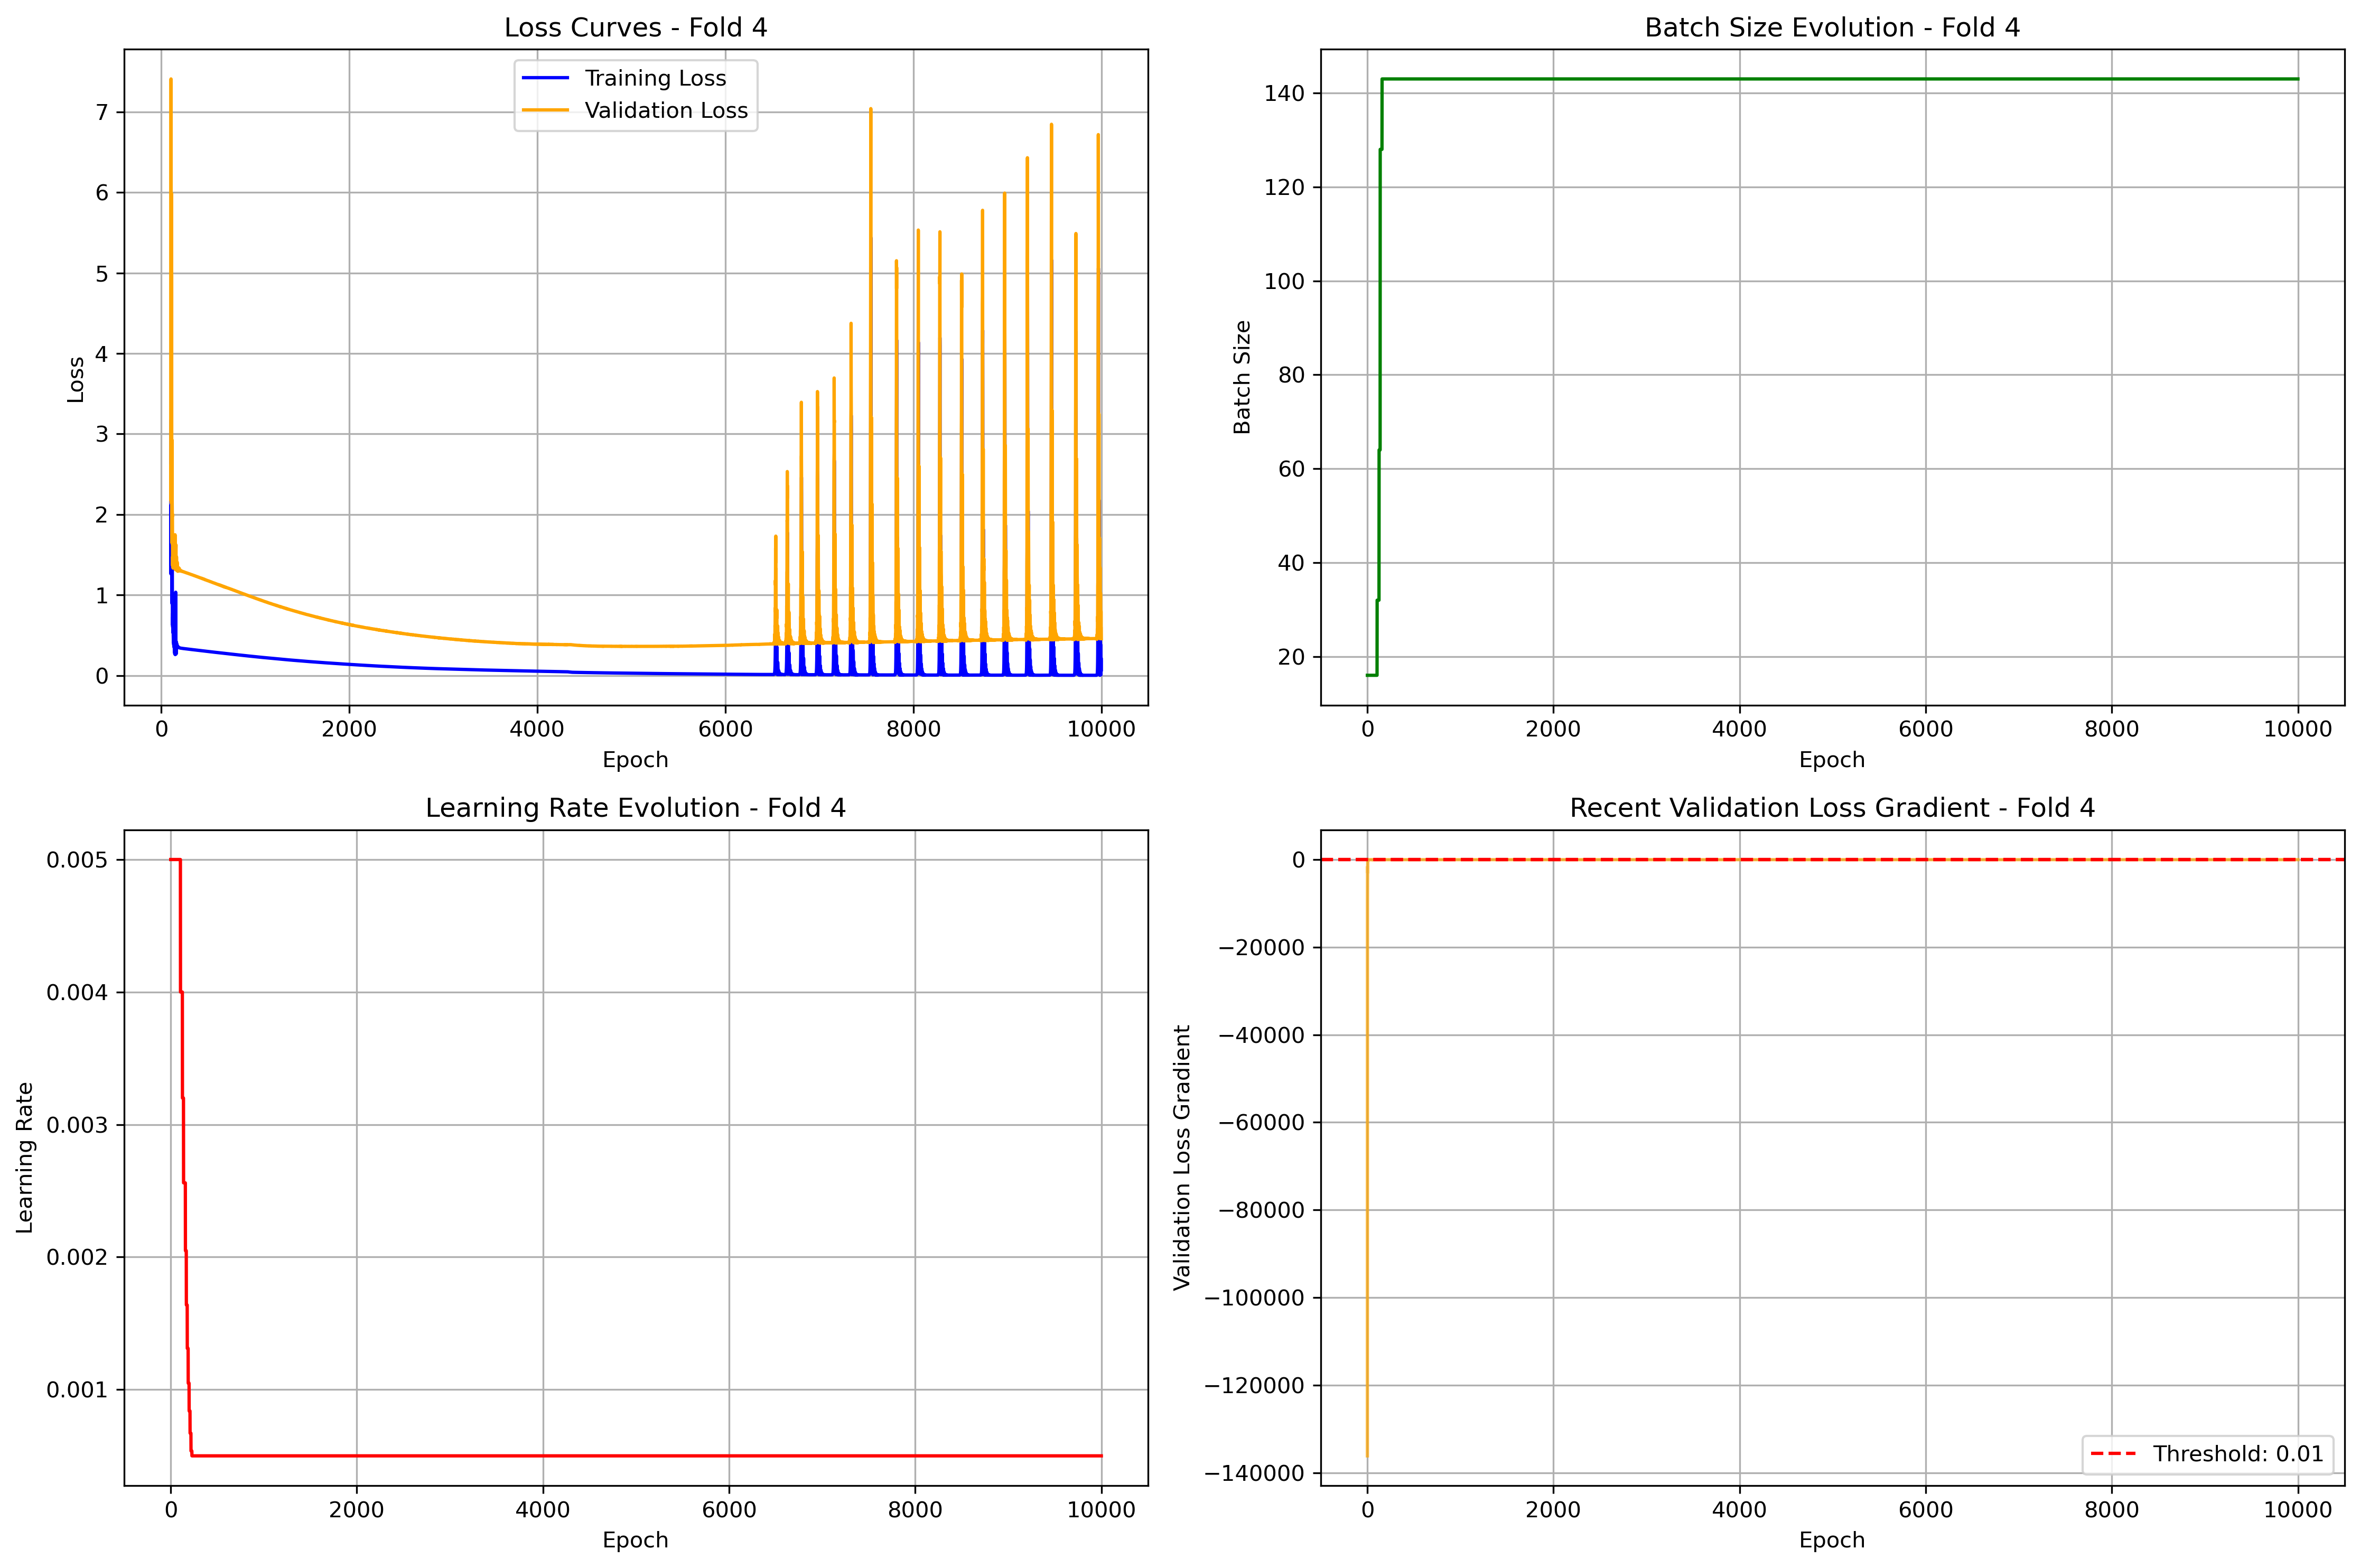 Loss Curves - Fold 4
Training Loss
Validation Loss
7
6
5
4
3
2
1
0
Loss
0 2000 4000 6000 8000 10000
Epoch
Batch Size Evolution - Fold 4
140
120
100
80
60
40
20
Batch Size
0 2000 4000 6000 8000 10000
Epoch
Learning Rate Evolution - Fold 4
0.005
0.004
0.003
0.002
0.001
Learning Rate
0 2000 4000 6000 8000 10000
Epoch
Recent Validation Loss Gradient - Fold 4
0
−20000
−40000
−60000
−80000
−100000
−120000
−140000
Validation Loss Gradient
Threshold: 0.01
0 2000 4000 6000 8000 10000
Epoch